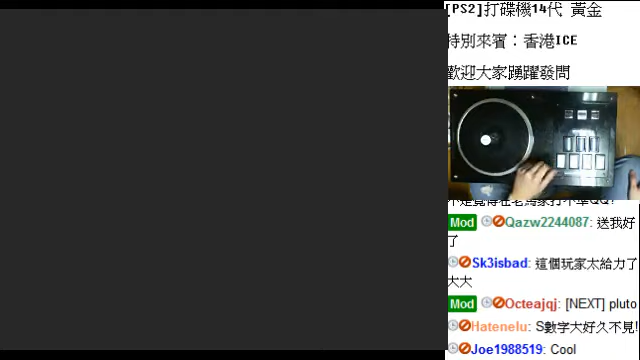 [PS2]打碟機14代 黃金
特別來賓：香港ICE
歡迎大家踴躍發問
Mod Qazw2244087: 送我好
了
Sk3isbad: 這個玩家太給力了
大大
Mod Octeajqj: [NEXT] pluto
Hatenelu: S數字大好久不見!
Joe1988519: Cool